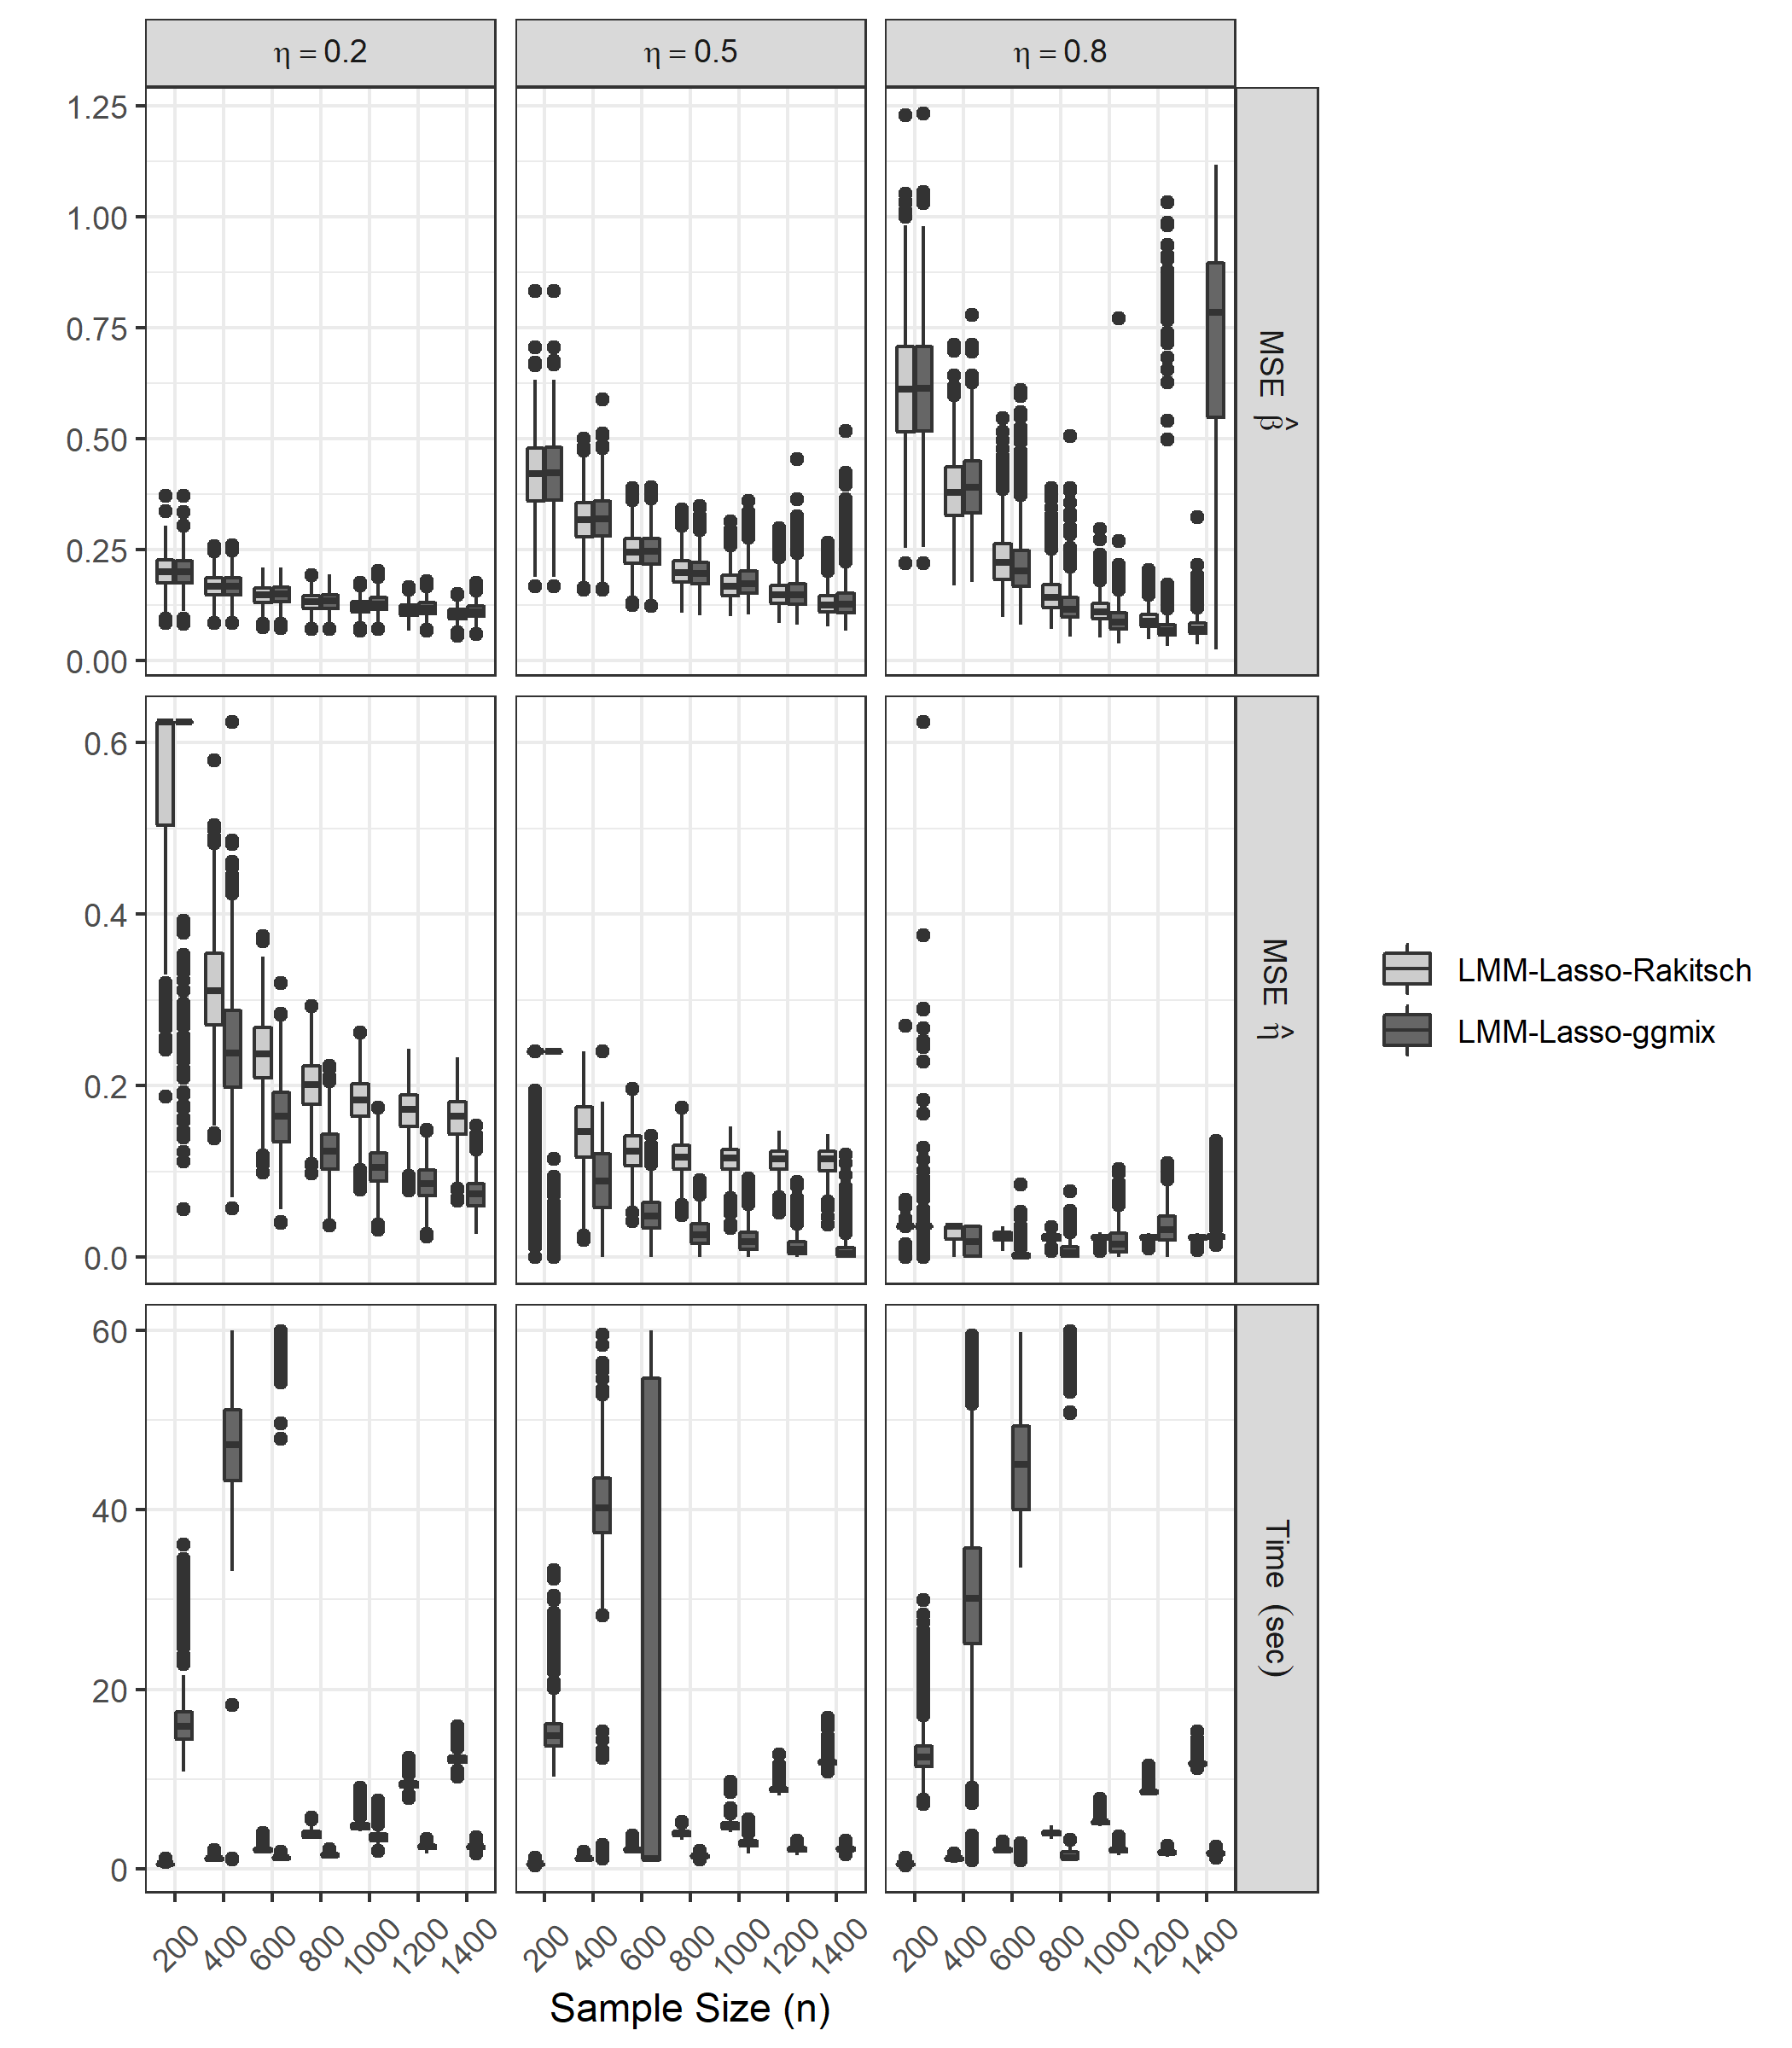 η = 0.2
η = 0.5
η = 0.8
1.25
1.00
0.75
0.50
0.25
0.00
MSE β̂
0.6
0.4
0.2
0.0
MSE η̂
60
40
20
0
Time (sec)
200 400 600 800 1000 1200 1400
200 400 600 800 1000 1200 1400
200 400 600 800 1000 1200 1400
Sample Size (n)
LMM-Lasso-Rakitsch
LMM-Lasso-ggmix